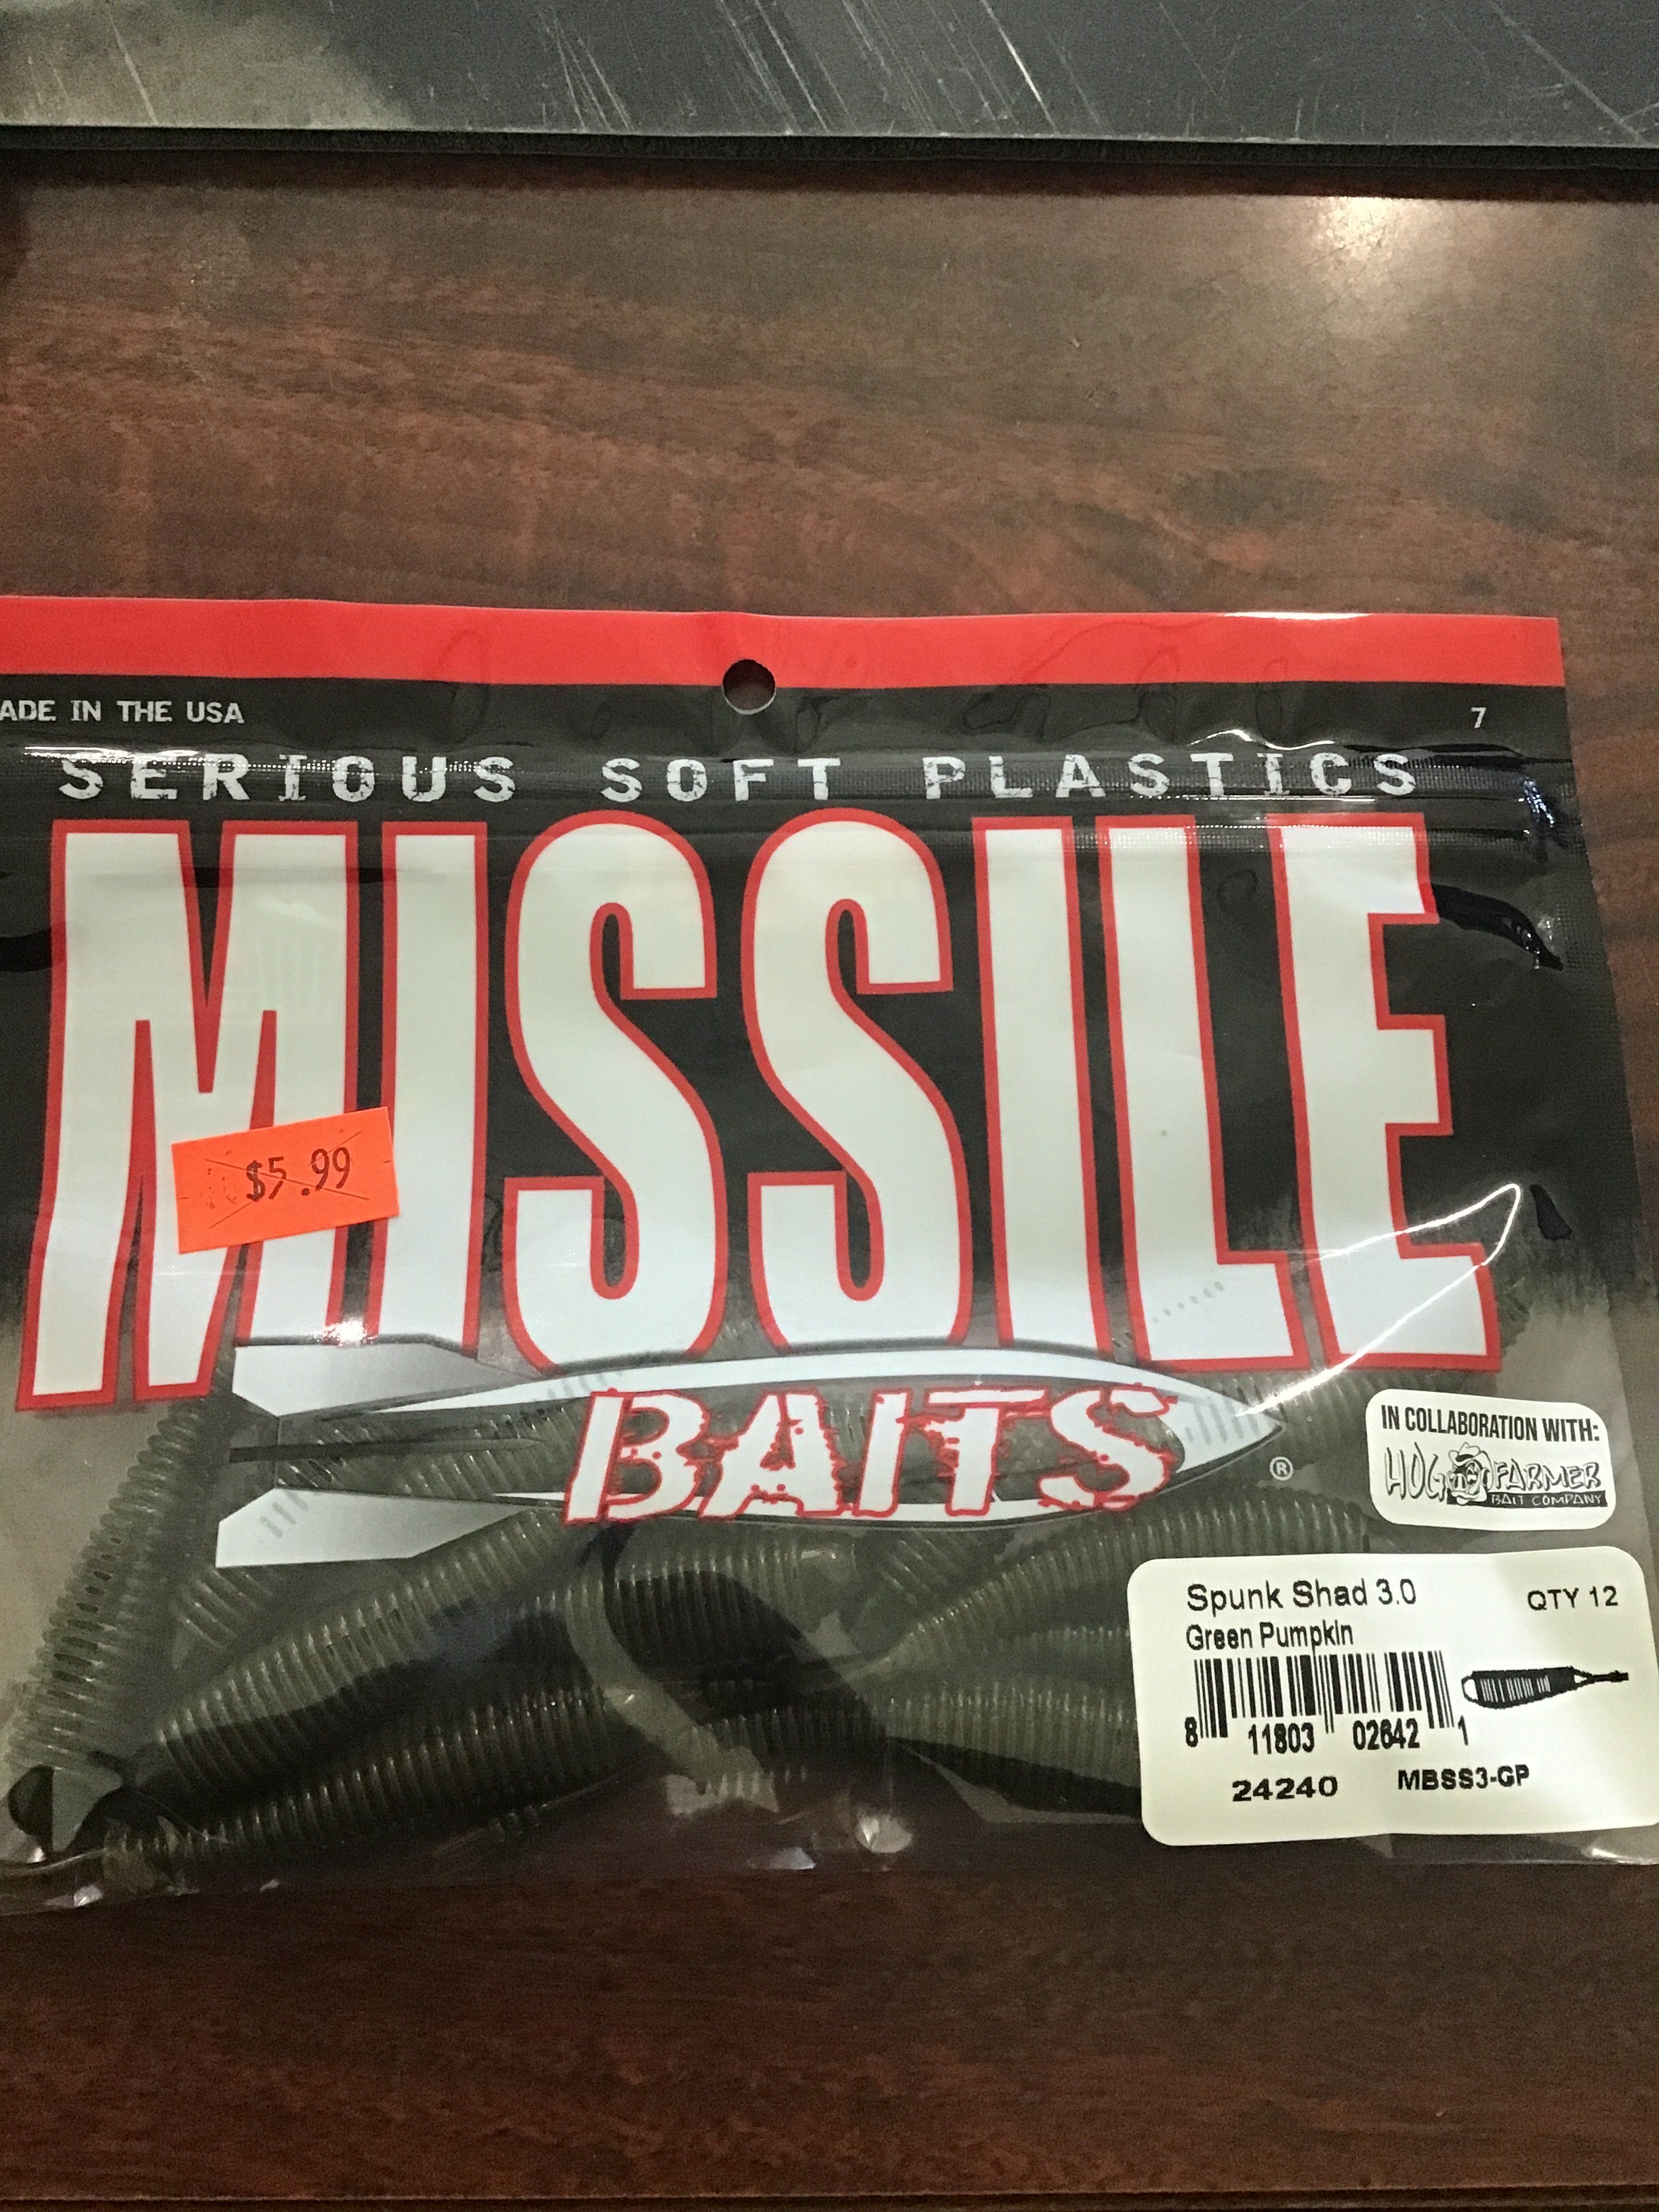 ADE IN THE USA
7
SERIOUS SOFT PLASTICS
MISSILE
$5.99
BAITS
®
IN COLLABORATION WITH:
HOG FARMER
BAIT COMPANY
Spunk Shad 3.0
QTY 12
Green Pumpkin
8 11803 02642 1
24240
MBSS3-GP